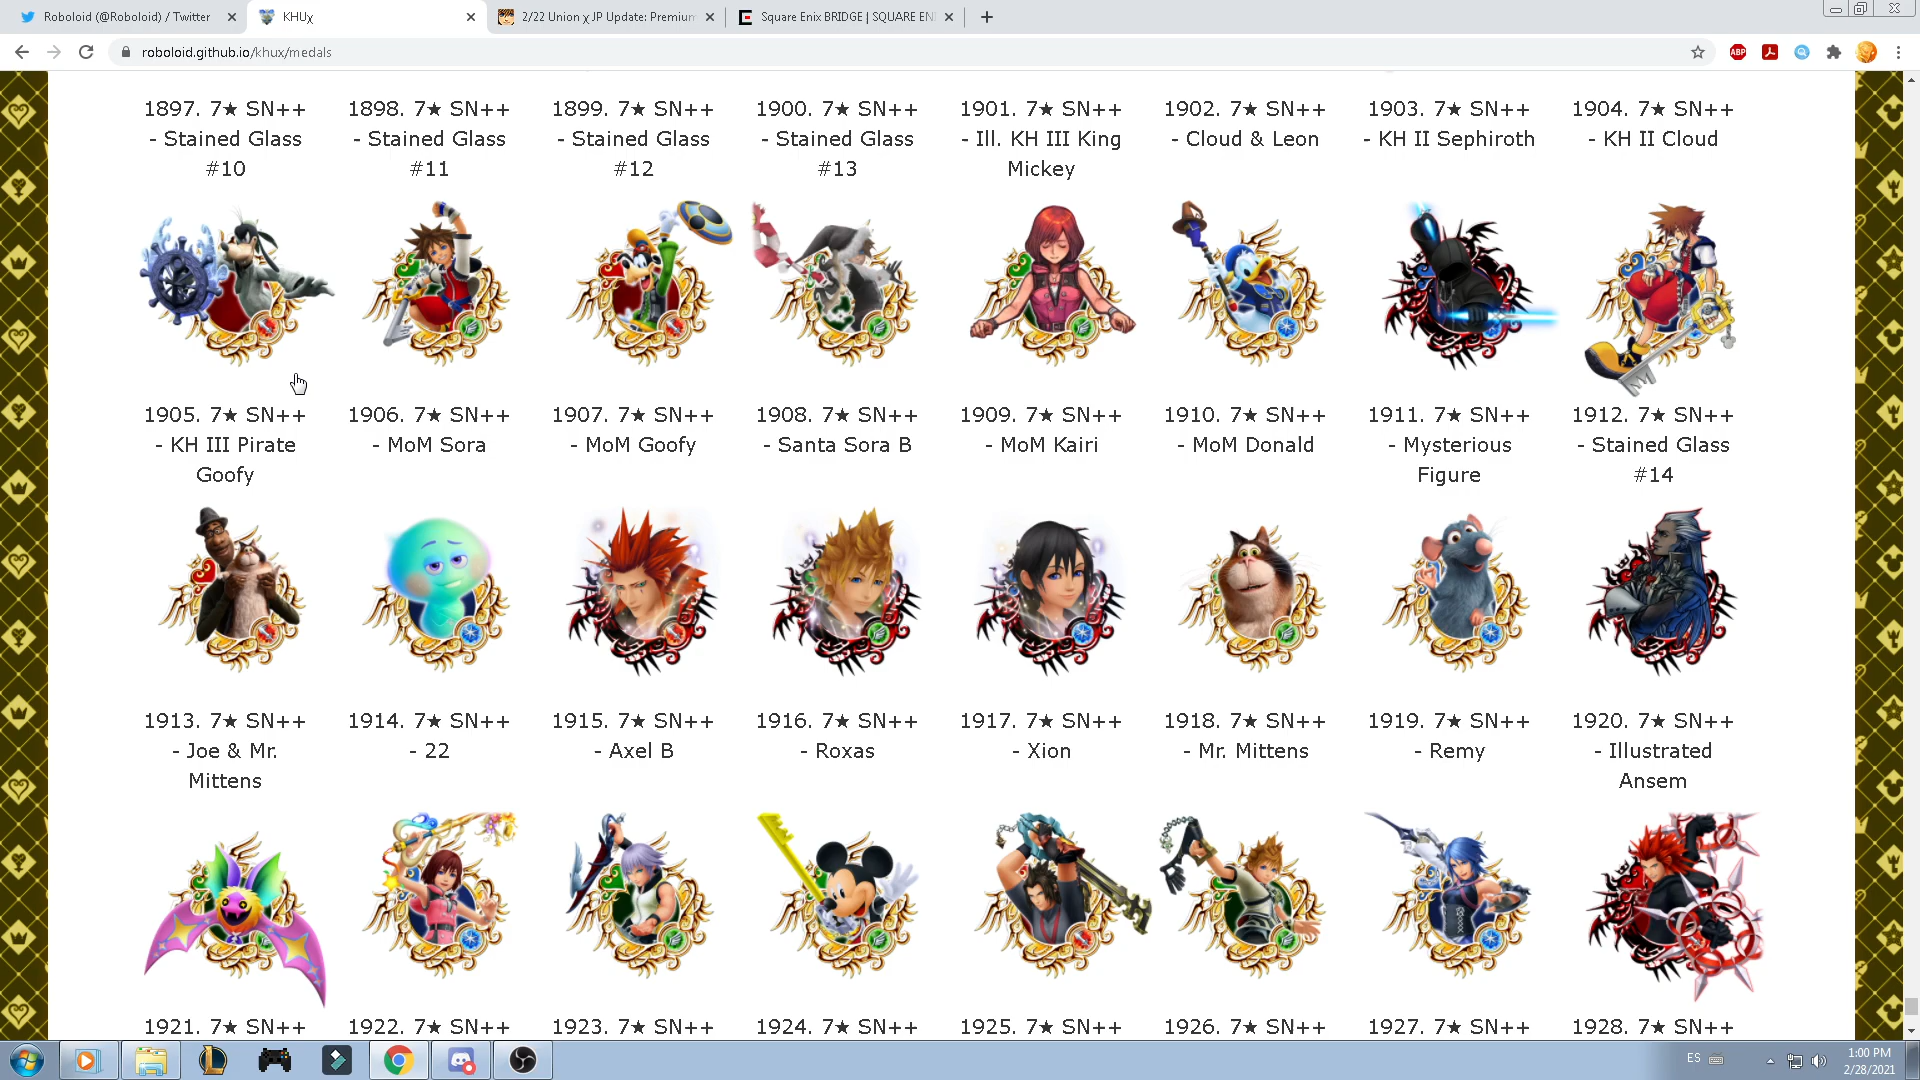 Roboloid (@Roboloid) / Twitter
KHUχ
2/22 Union χ JP Update: Premium
Square Enix BRIDGE | SQUARE EN
roboloid.github.io/khux/medals
ABP
1897. 7★ SN++ - Stained Glass #10
1898. 7★ SN++ - Stained Glass #11
1899. 7★ SN++ - Stained Glass #12
1900. 7★ SN++ - Stained Glass #13
1901. 7★ SN++ - Ill. KH III King Mickey
1902. 7★ SN++ - Cloud & Leon
1903. 7★ SN++ - KH II Sephiroth
1904. 7★ SN++ - KH II Cloud
1905. 7★ SN++ - KH III Pirate Goofy
1906. 7★ SN++ - MoM Sora
1907. 7★ SN++ - MoM Goofy
1908. 7★ SN++ - Santa Sora B
1909. 7★ SN++ - MoM Kairi
1910. 7★ SN++ - MoM Donald
1911. 7★ SN++ - Mysterious Figure
1912. 7★ SN++ - Stained Glass #14
1913. 7★ SN++ - Joe & Mr. Mittens
1914. 7★ SN++ - 22
1915. 7★ SN++ - Axel B
1916. 7★ SN++ - Roxas
1917. 7★ SN++ - Xion
1918. 7★ SN++ - Mr. Mittens
1919. 7★ SN++ - Remy
1920. 7★ SN++ - Illustrated Ansem
1921. 7★ SN++
1922. 7★ SN++
1923. 7★ SN++
1924. 7★ SN++
1925. 7★ SN++
1926. 7★ SN++
1927. 7★ SN++
1928. 7★ SN++
ES
1:00 PM
2/28/2021